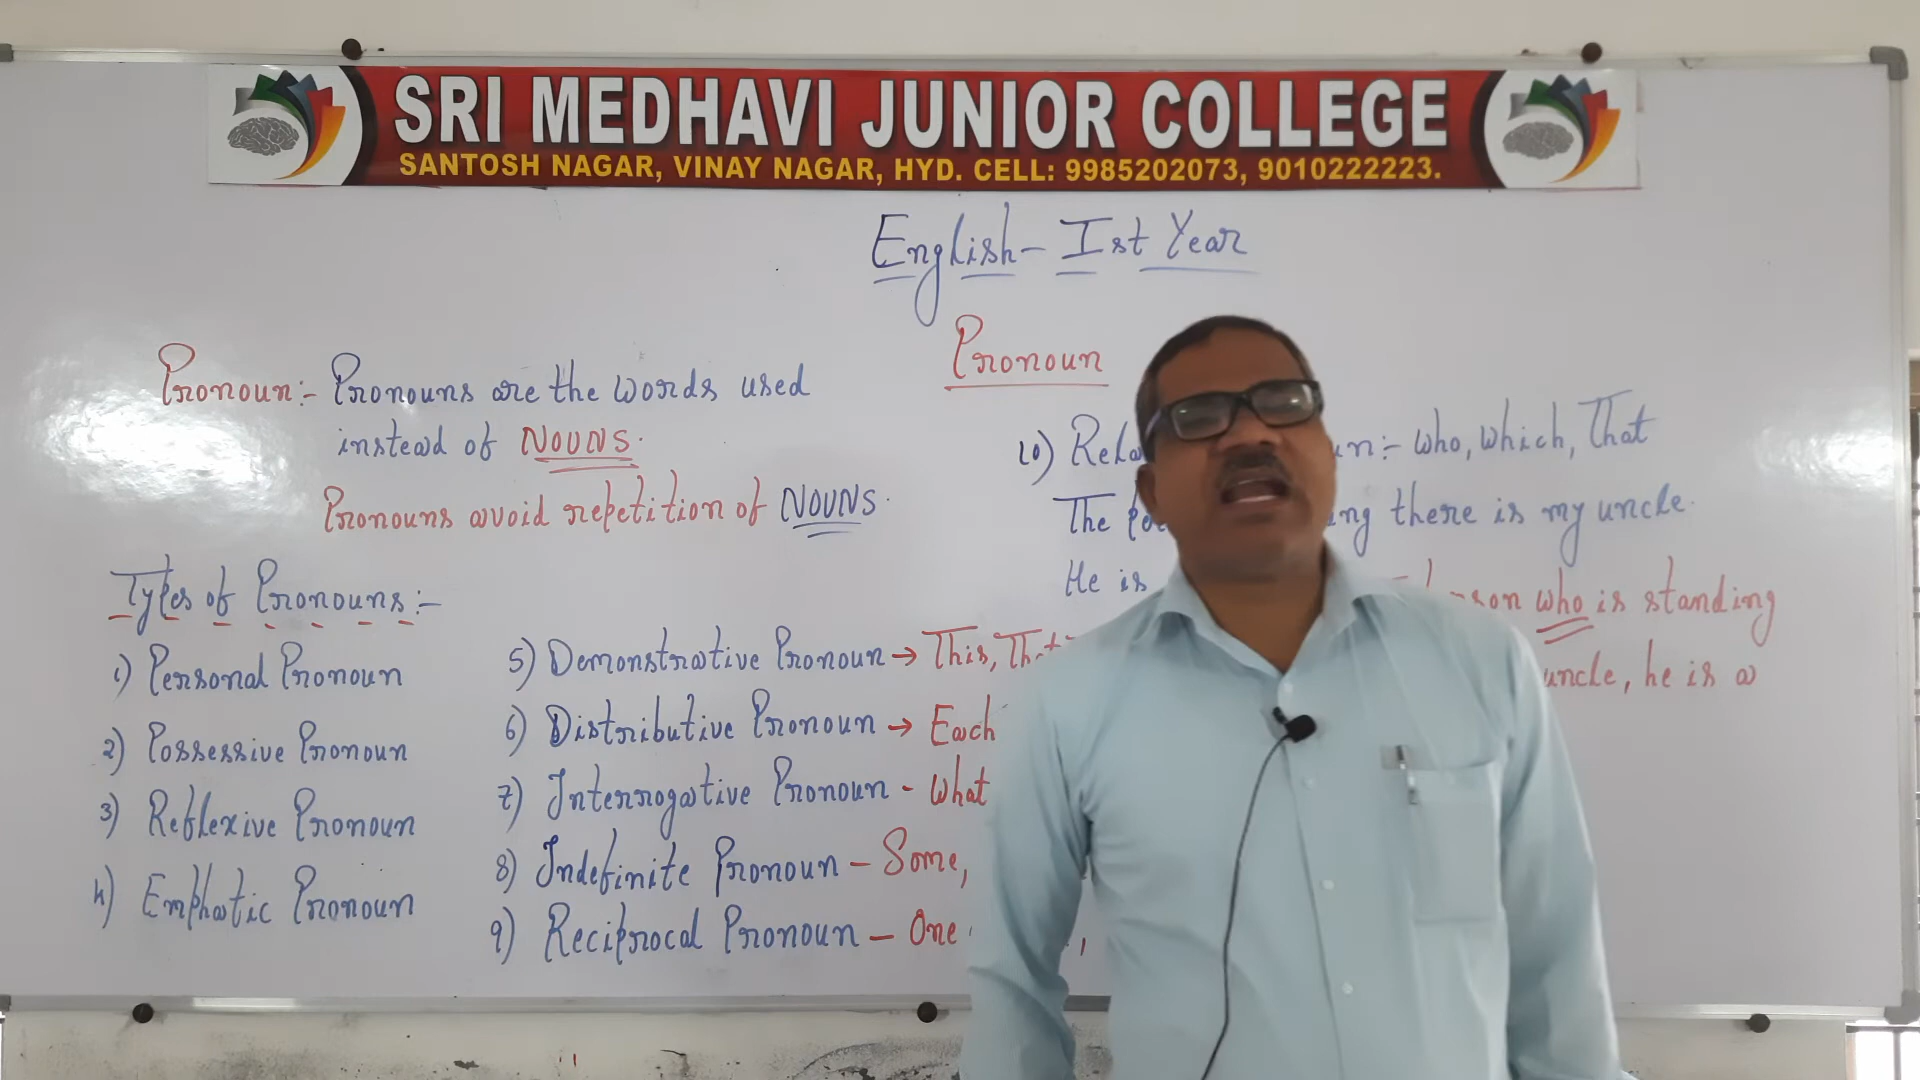 SRI MEDHAVI JUNIOR COLLEGE
SANTOSH NAGAR, VINAY NAGAR, HYD. CELL: 9985202073, 9010222223.
English - Ist Year
Pronoun
Pronoun:- Pronouns are the words used
instead of NOUNS.
Pronouns avoid repetition of NOUNS.
Types of Pronouns:-
1) Personal Pronoun
2) Possessive Pronoun
3) Reflexive Pronoun
4) Emphatic Pronoun
5) Demonstrative Pronoun → This, That
6) Distributive Pronoun → Each
7) Interrogative Pronoun - What
8) Indefinite Pronoun - Some,
9) Reciprocal Pronoun - One
10) :- who, which, That
The there is my uncle.
He is
who is standing
uncle, he is a